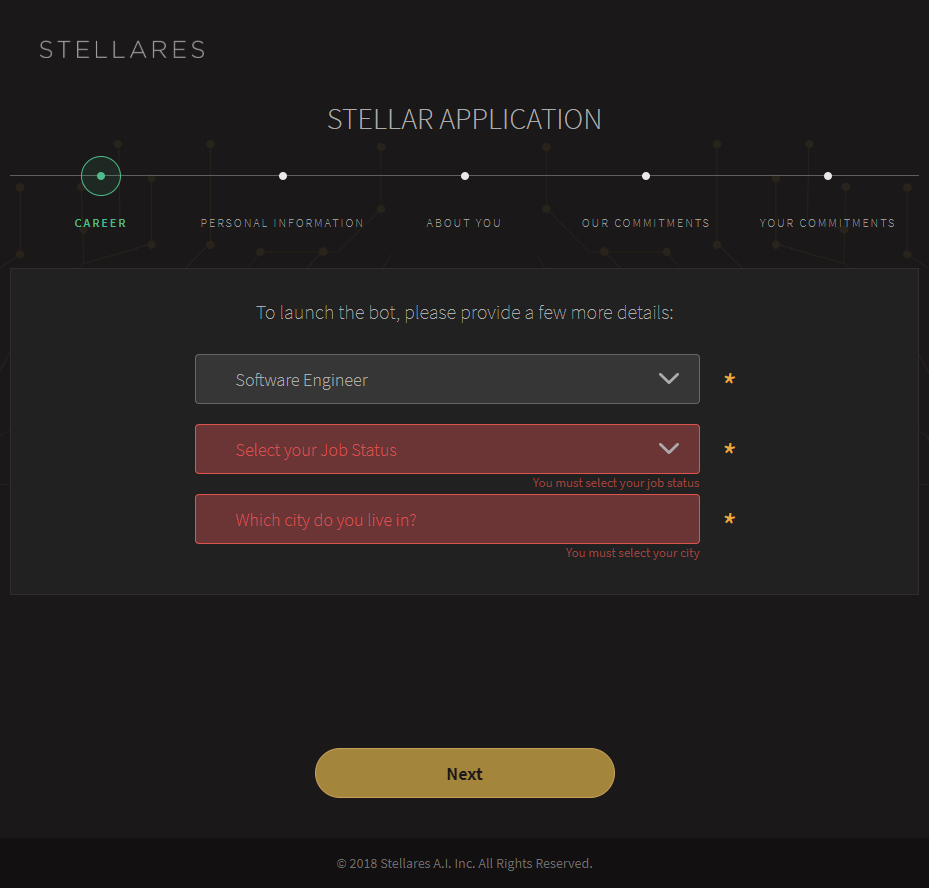 STELLARES
STELLAR APPLICATION
CAREER
PERSONAL INFORMATION
ABOUT YOU
OUR COMMITMENTS
YOUR COMMITMENTS
To launch the bot, please provide a few more details:
Software Engineer
*
Select your Job Status
*
You must select your job status
Which city do you live in?
*
You must select your city
Next
© 2018 Stellares A.I. Inc. All Rights Reserved.